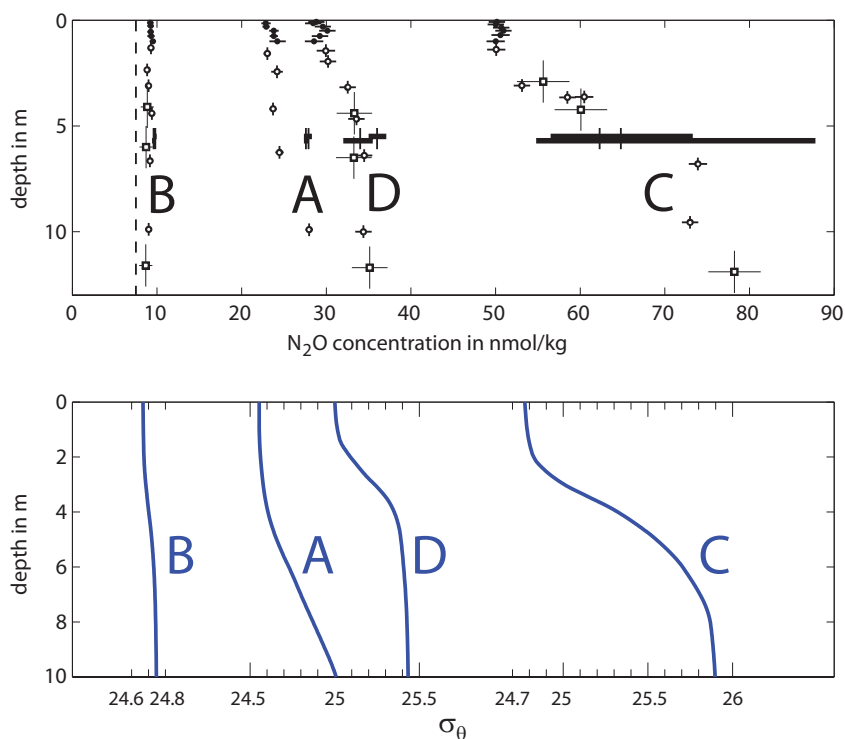 0
5
10
depth in m
B
A
D
C
0 10 20 30 40 50 60 70 80 90
N₂O concentration in nmol/kg
0
2
4
6
8
10
depth in m
B
A
D
C
24.6 24.8 24.5 25 25.5 24.7 25 25.5 26
σθ